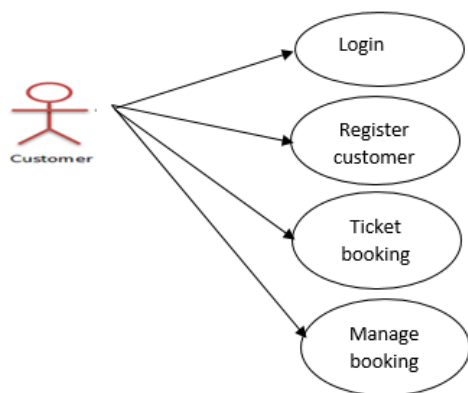 Login
Register
customer
Customer
Ticket
booking
Manage
booking